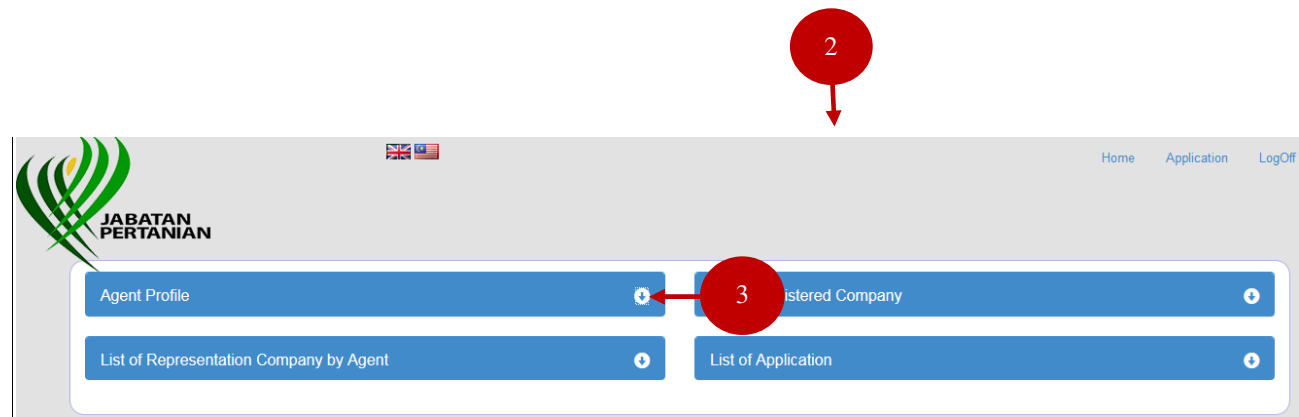 2
Home Application LogOff
JABATAN
PERTANIAN
Agent Profile
3
Company
List of Representation Company by Agent
List of Application